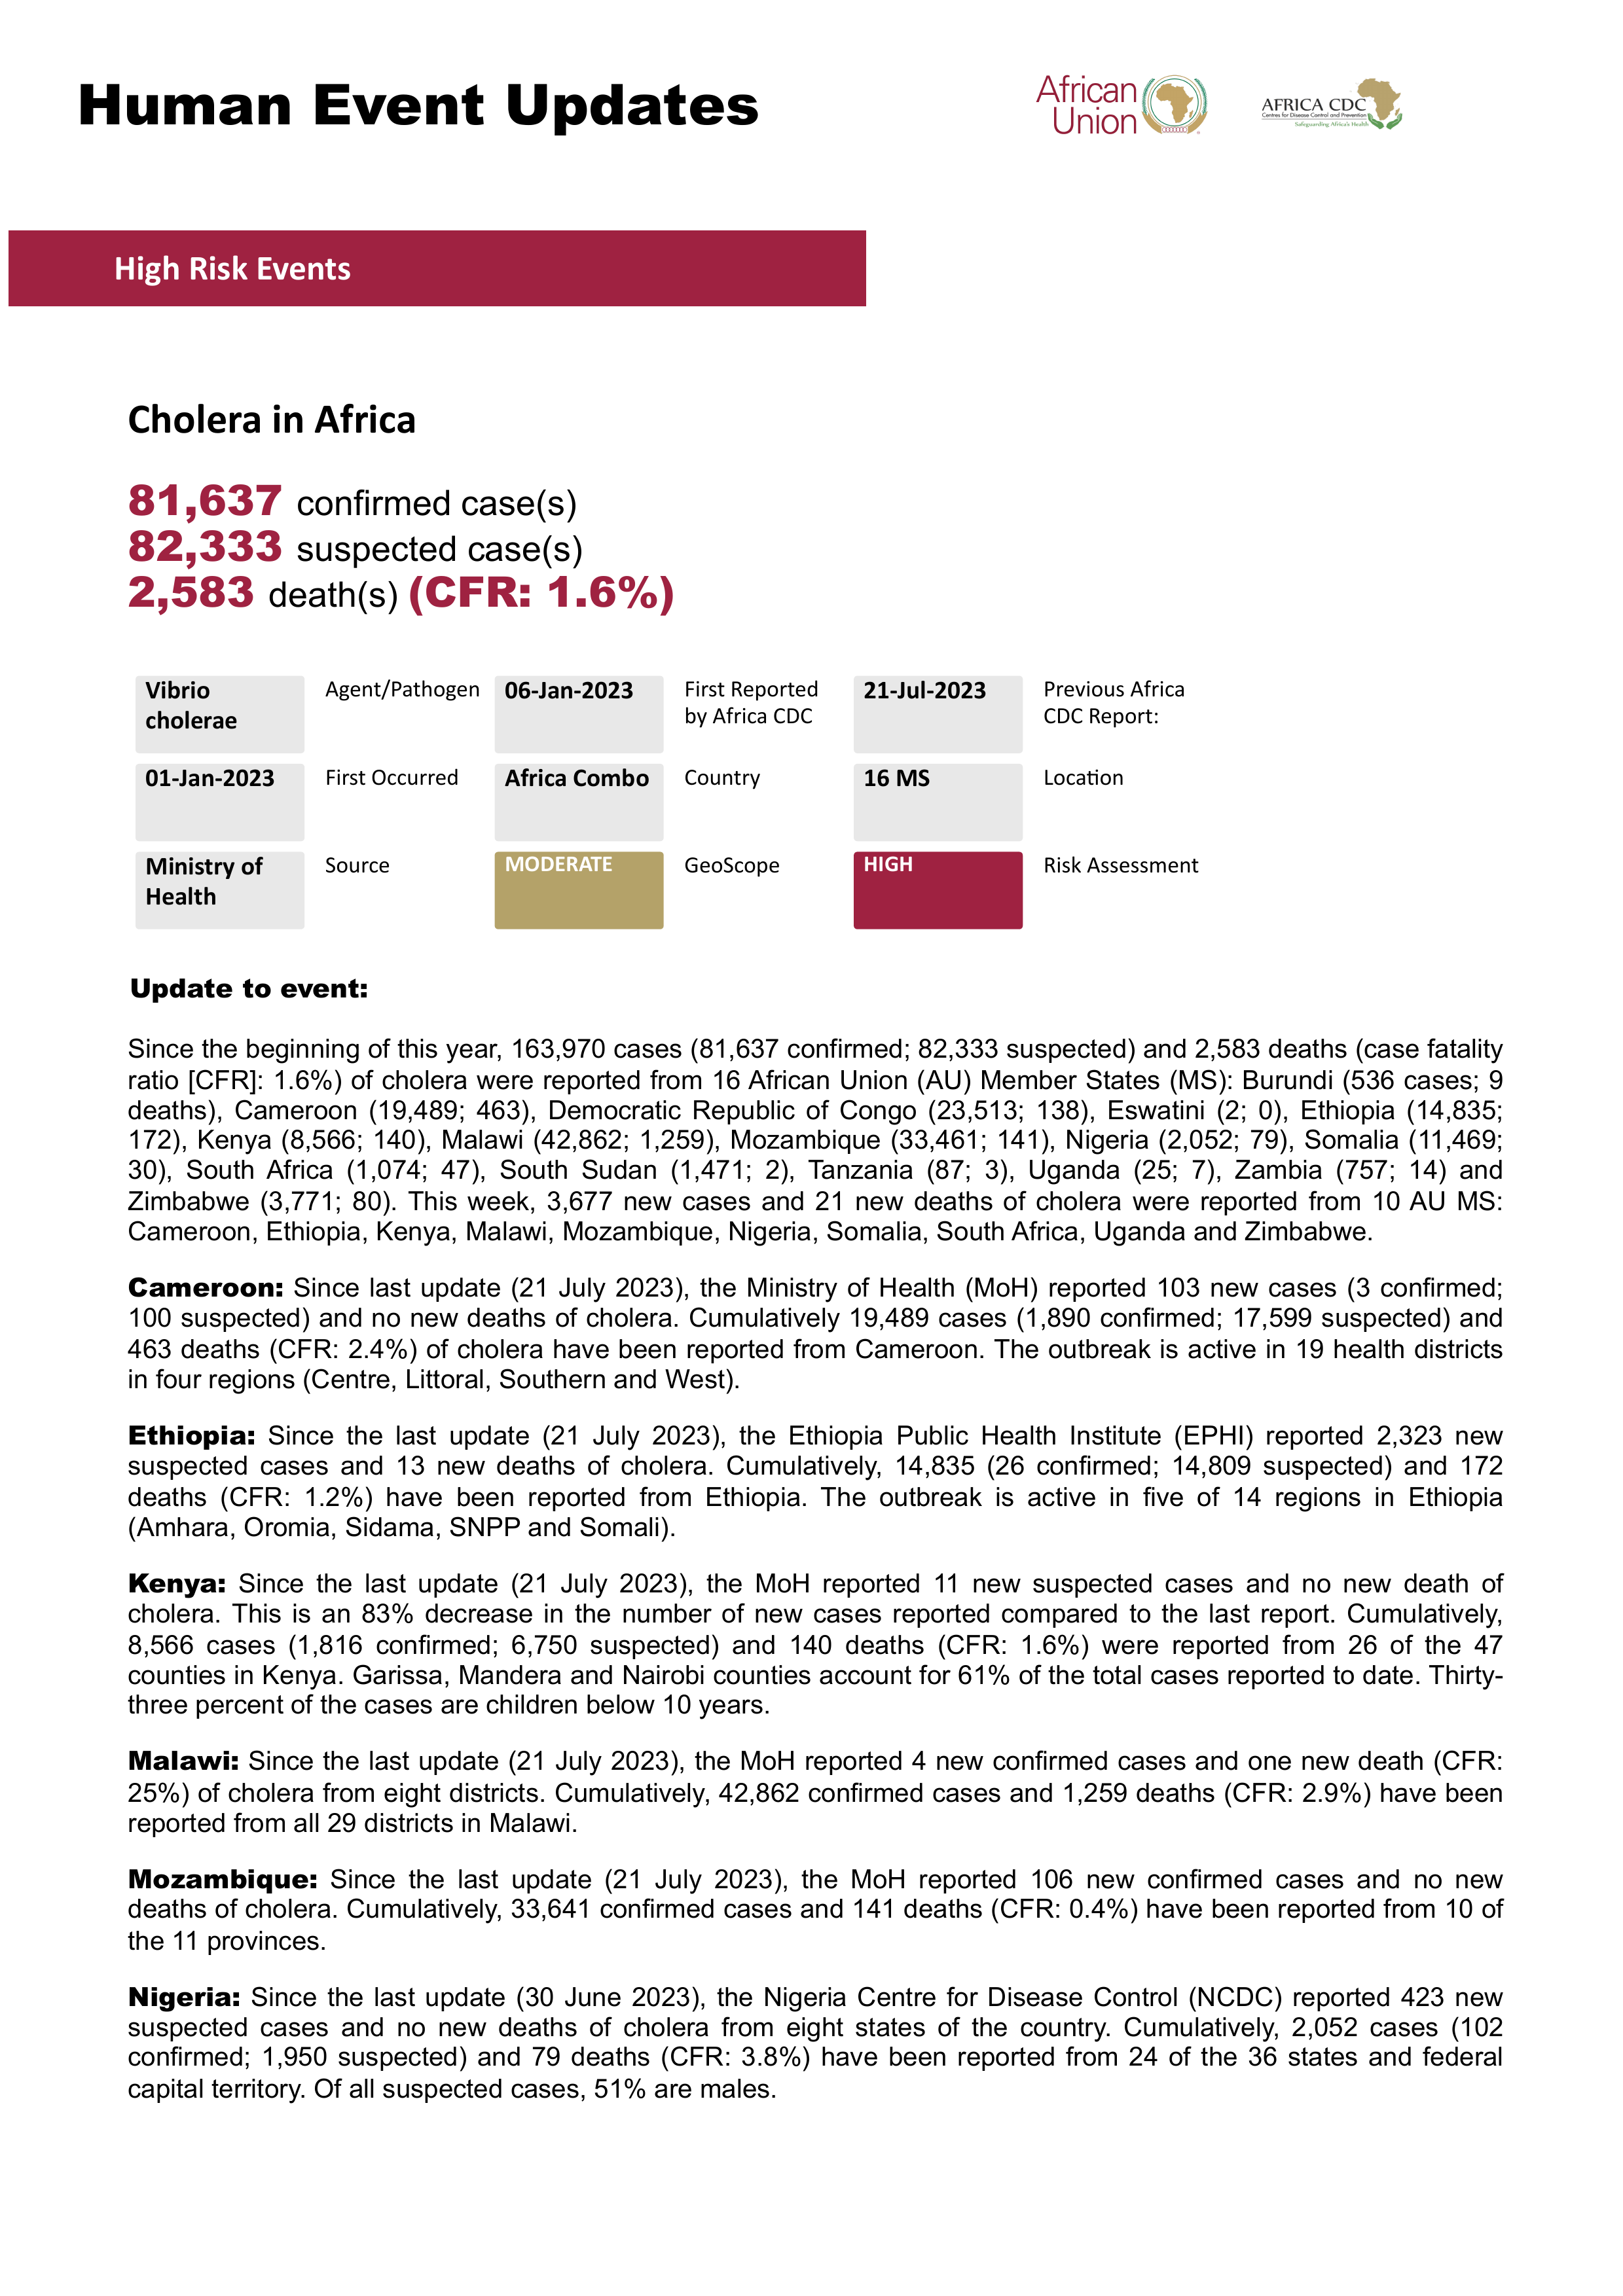 Human Event Updates
African
Union
AFRICA CDC
Centres for Disease Control and Prevention
Safeguarding Africa's Health
High Risk Events
Cholera in Africa
81,637 confirmed case(s)
82,333 suspected case(s)
2,583 death(s) (CFR: 1.6%)
Vibrio
cholerae
Agent/Pathogen
06-Jan-2023
First Reported
by Africa CDC
21-Jul-2023
Previous Africa
CDC Report:
01-Jan-2023
First Occurred
Africa Combo
Country
16 MS
Location
Ministry of
Health
Source
MODERATE
GeoScope
HIGH
Risk Assessment
Update to event:
Since the beginning of this year, 163,970 cases (81,637 confirmed; 82,333 suspected) and 2,583 deaths (case fatality
ratio [CFR]: 1.6%) of cholera were reported from 16 African Union (AU) Member States (MS): Burundi (536 cases; 9
deaths), Cameroon (19,489; 463), Democratic Republic of Congo (23,513; 138), Eswatini (2; 0), Ethiopia (14,835;
172), Kenya (8,566; 140), Malawi (42,862; 1,259), Mozambique (33,461; 141), Nigeria (2,052; 79), Somalia (11,469;
30), South Africa (1,074; 47), South Sudan (1,471; 2), Tanzania (87; 3), Uganda (25; 7), Zambia (757; 14) and
Zimbabwe (3,771; 80). This week, 3,677 new cases and 21 new deaths of cholera were reported from 10 AU MS:
Cameroon, Ethiopia, Kenya, Malawi, Mozambique, Nigeria, Somalia, South Africa, Uganda and Zimbabwe.
Cameroon: Since last update (21 July 2023), the Ministry of Health (MoH) reported 103 new cases (3 confirmed;
100 suspected) and no new deaths of cholera. Cumulatively 19,489 cases (1,890 confirmed; 17,599 suspected) and
463 deaths (CFR: 2.4%) of cholera have been reported from Cameroon. The outbreak is active in 19 health districts
in four regions (Centre, Littoral, Southern and West).
Ethiopia: Since the last update (21 July 2023), the Ethiopia Public Health Institute (EPHI) reported 2,323 new
suspected cases and 13 new deaths of cholera. Cumulatively, 14,835 (26 confirmed; 14,809 suspected) and 172
deaths (CFR: 1.2%) have been reported from Ethiopia. The outbreak is active in five of 14 regions in Ethiopia
(Amhara, Oromia, Sidama, SNPP and Somali).
Kenya: Since the last update (21 July 2023), the MoH reported 11 new suspected cases and no new death of
cholera. This is an 83% decrease in the number of new cases reported compared to the last report. Cumulatively,
8,566 cases (1,816 confirmed; 6,750 suspected) and 140 deaths (CFR: 1.6%) were reported from 26 of the 47
counties in Kenya. Garissa, Mandera and Nairobi counties account for 61% of the total cases reported to date. Thirty-
three percent of the cases are children below 10 years.
Malawi: Since the last update (21 July 2023), the MoH reported 4 new confirmed cases and one new death (CFR:
25%) of cholera from eight districts. Cumulatively, 42,862 confirmed cases and 1,259 deaths (CFR: 2.9%) have been
reported from all 29 districts in Malawi.
Mozambique: Since the last update (21 July 2023), the MoH reported 106 new confirmed cases and no new
deaths of cholera. Cumulatively, 33,641 confirmed cases and 141 deaths (CFR: 0.4%) have been reported from 10 of
the 11 provinces.
Nigeria: Since the last update (30 June 2023), the Nigeria Centre for Disease Control (NCDC) reported 423 new
suspected cases and no new deaths of cholera from eight states of the country. Cumulatively, 2,052 cases (102
confirmed; 1,950 suspected) and 79 deaths (CFR: 3.8%) have been reported from 24 of the 36 states and federal
capital territory. Of all suspected cases, 51% are males.